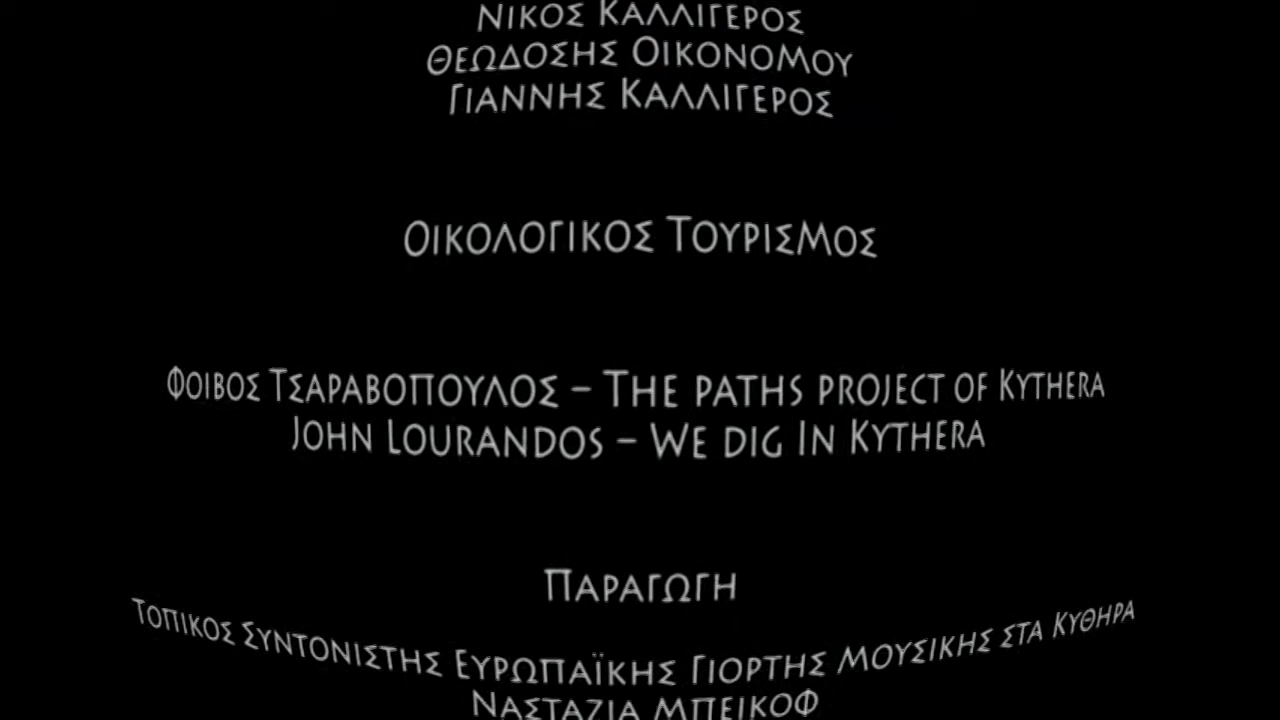 ΝΙΚΟΣ ΚΑΛΛΙΓΕΡΟΣ
ΘΕΩΔΟΣΗΣ ΟΙΚΟΝΟΜΟΥ
ΓΙΑΝΝΗΣ ΚΑΛΛΙΓΕΡΟΣ
ΟΙΚΟΛΟΓΙΚΟΣ ΤΟΥΡΙΣΜΟΣ
ΦΟΙΒΟΣ ΤΣΑΡΑΒΟΠΟΥΛΟΣ – THE PATHS PROJECT OF KYTHERA
JOHN LOURANDOS – WE DIG IN KYTHERA
ΠΑΡΑΓΩΓΗ
ΤΟΠΙΚΟΣ ΣΥΝΤΟΝΙΣΤΗΣ ΕΥΡΩΠΑΪΚΗΣ ΓΙΟΡΤΗΣ ΜΟΥΣΙΚΗΣ ΣΤΑ ΚΥΘΗΡΑ
ΝΑΣΤΑΖΙΑ ΜΠΕΙΚΟΦ